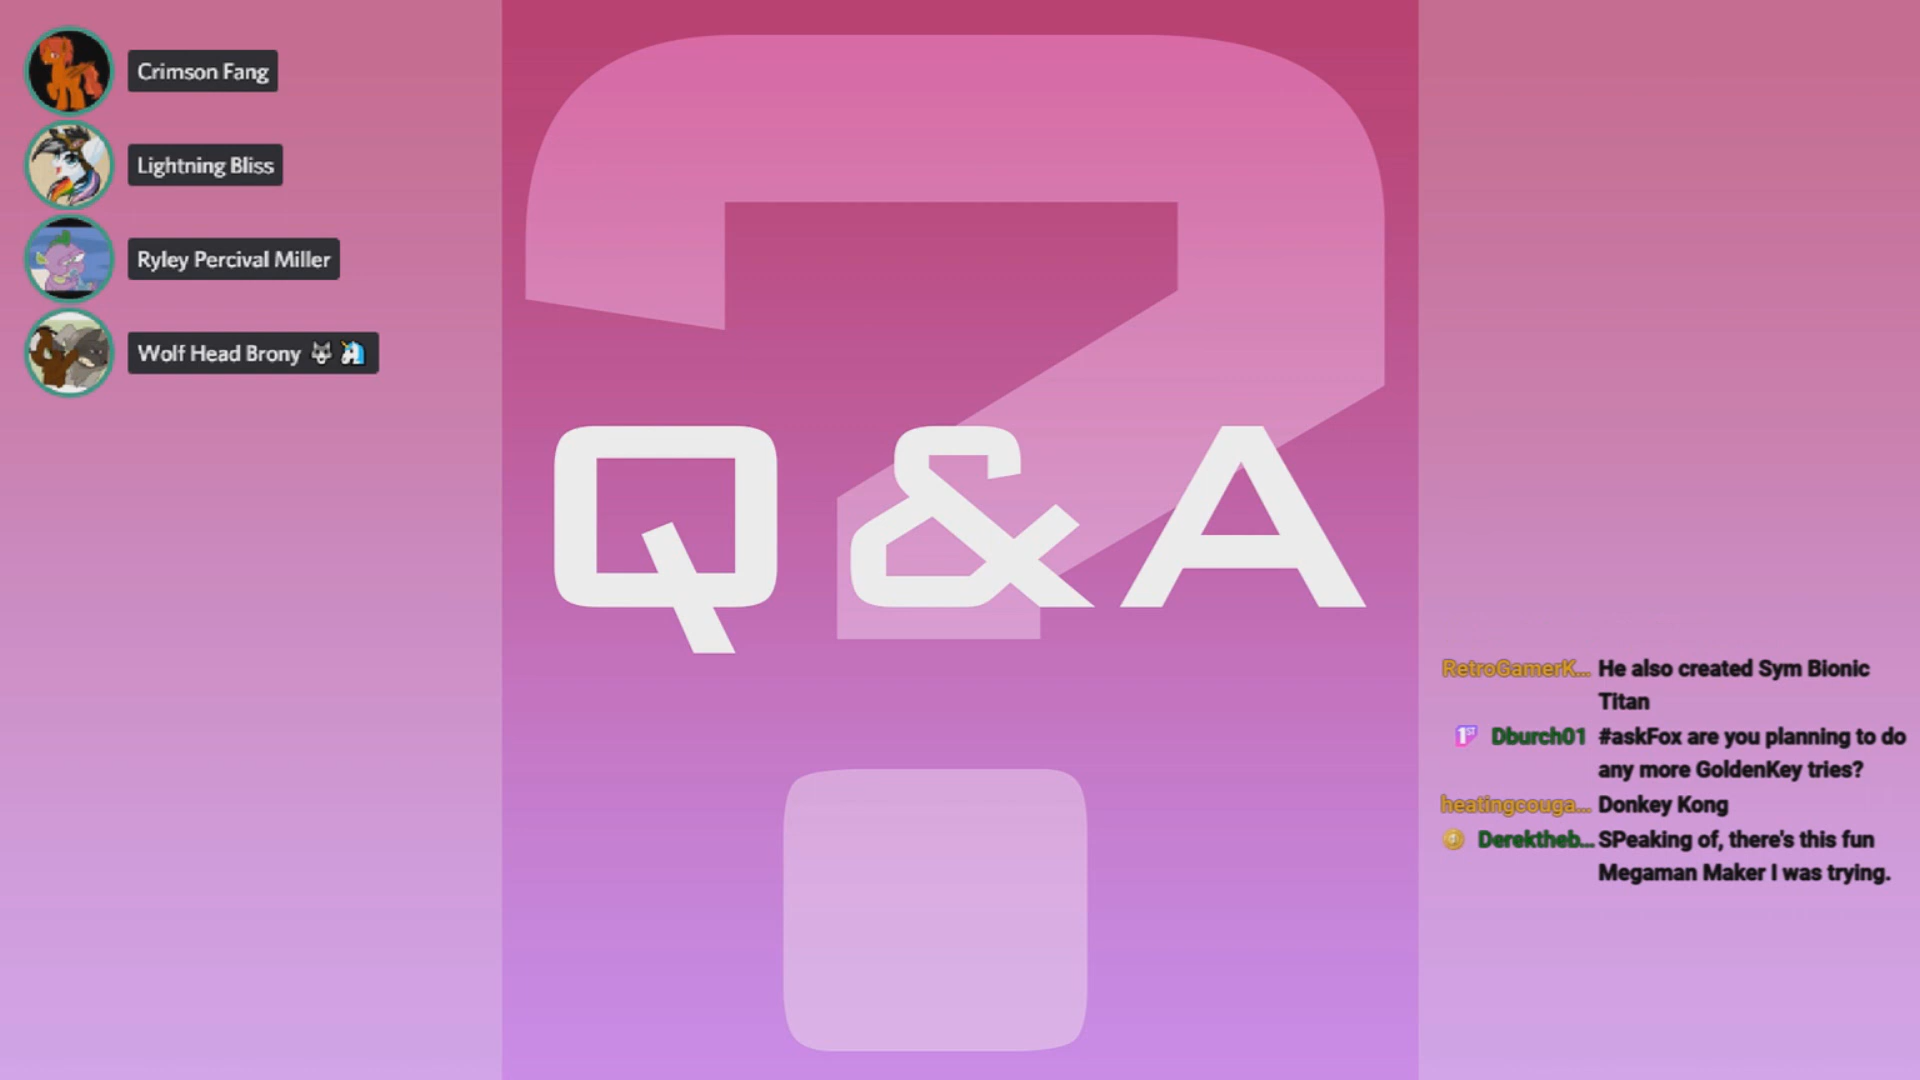 Crimson Fang
Lightning Bliss
Ryley Percival Miller
Wolf Head Brony
Q & A
RetroGamerK... He also created Sym Bionic
Titan
1ST Dburch01 #askFox are you planning to do
any more GoldenKey tries?
heatingcouga... Donkey Kong
Derektheb... SPeaking of, there's this fun
Megaman Maker I was trying.